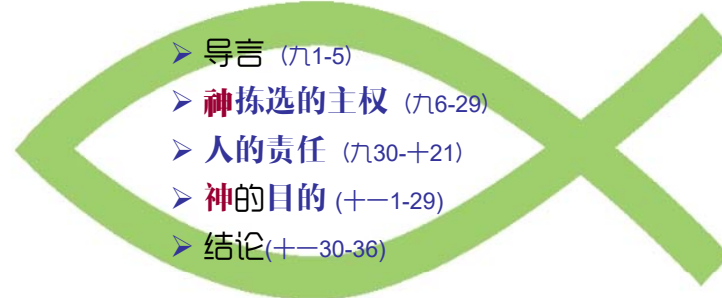 ➢ 导言 (九1-5)
➢ 神拣选的主权 (九6-29)
➢ 人的责任 (九30-十21)
➢ 神的目的 (十一1-29)
➢ 结论(十一30-36)